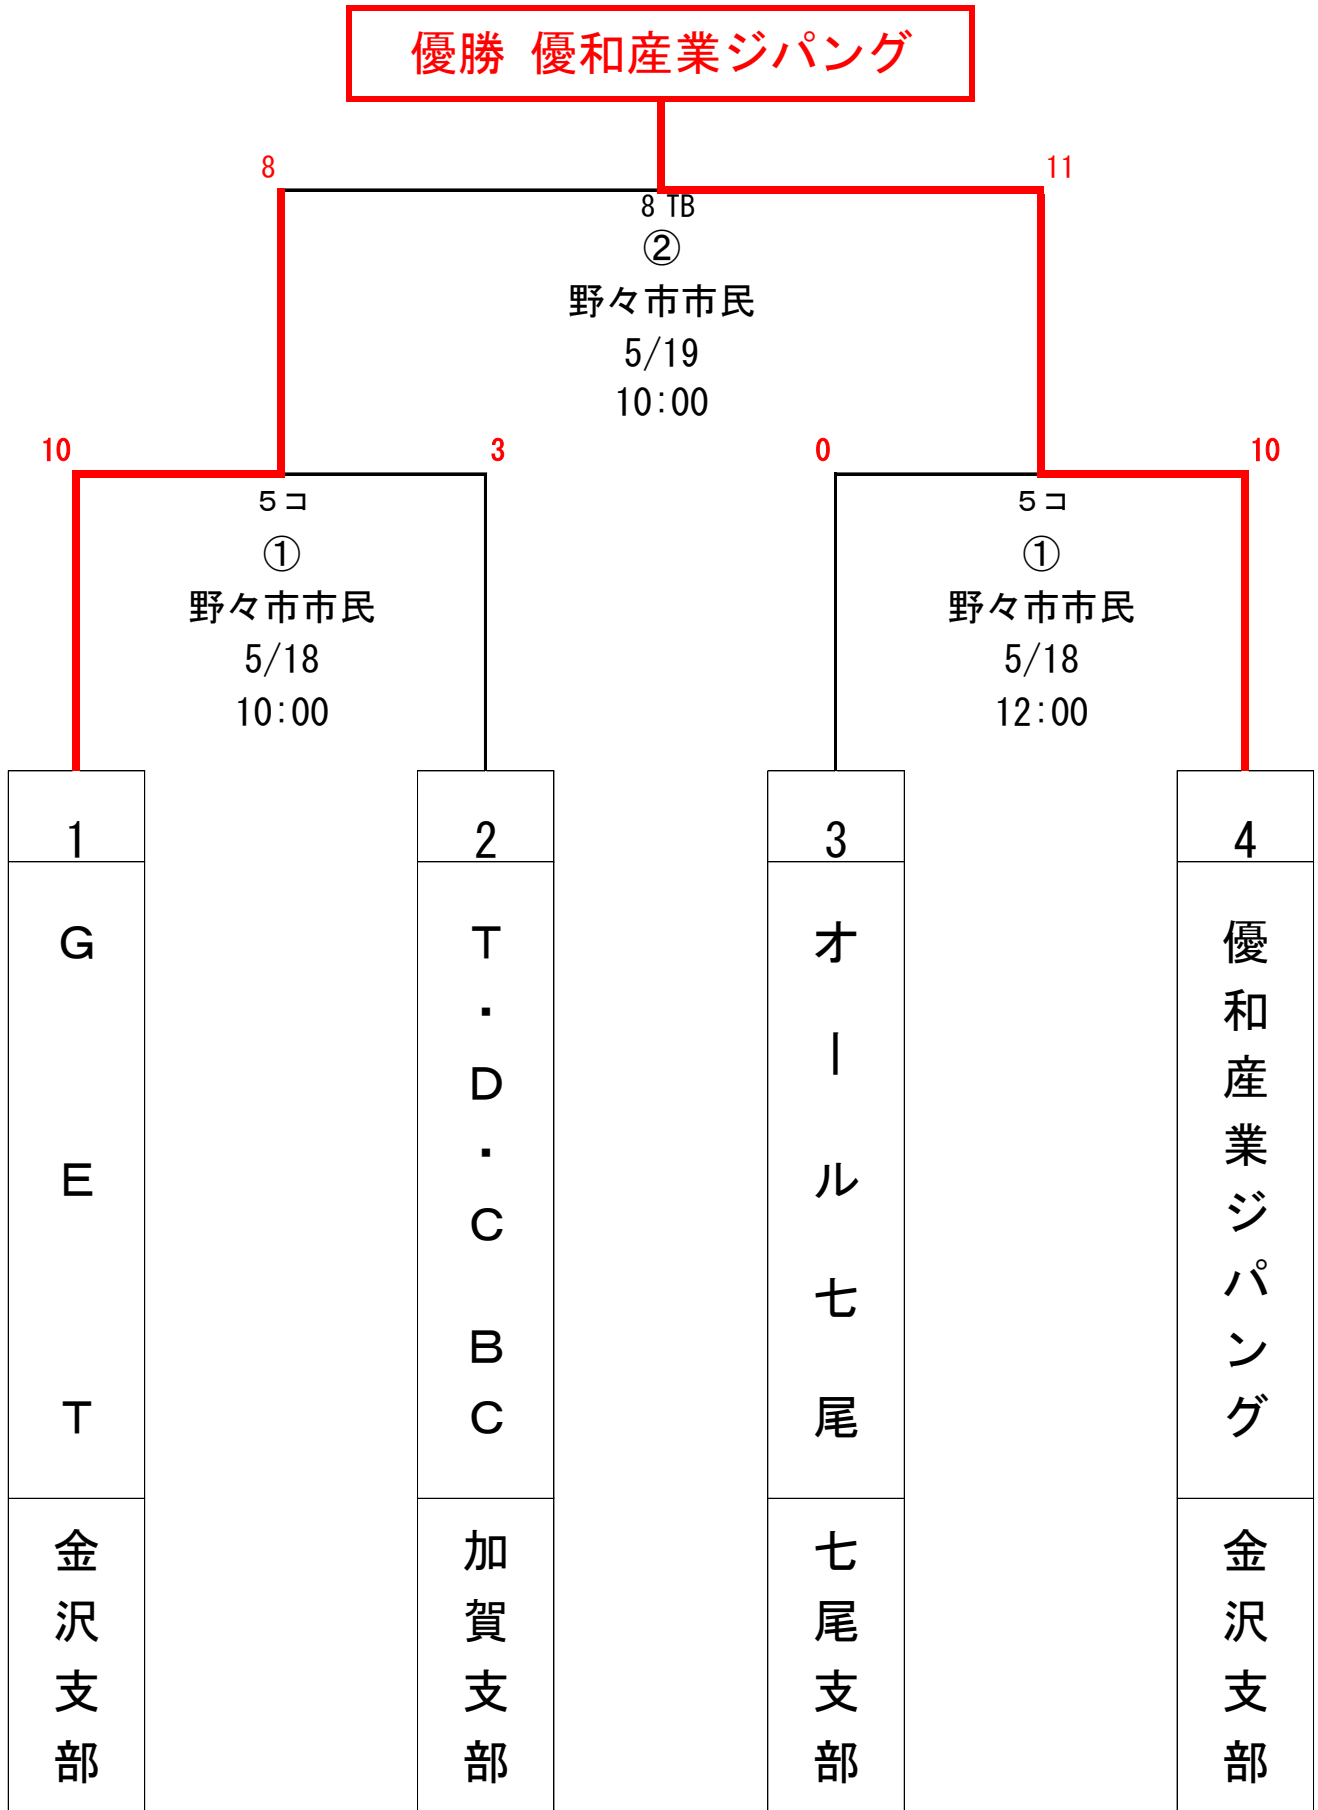 優勝 優和産業ジパング
8
11
8 TB
②
野々市市民
5/19
10:00
10
3
0
10
5コ
①
野々市市民
5/18
10:00
5コ
①
野々市市民
5/18
12:00
1
GET
金沢支部
2
T・D・C BC
加賀支部
3
オール七尾
七尾支部
4
優和産業ジパング
金沢支部